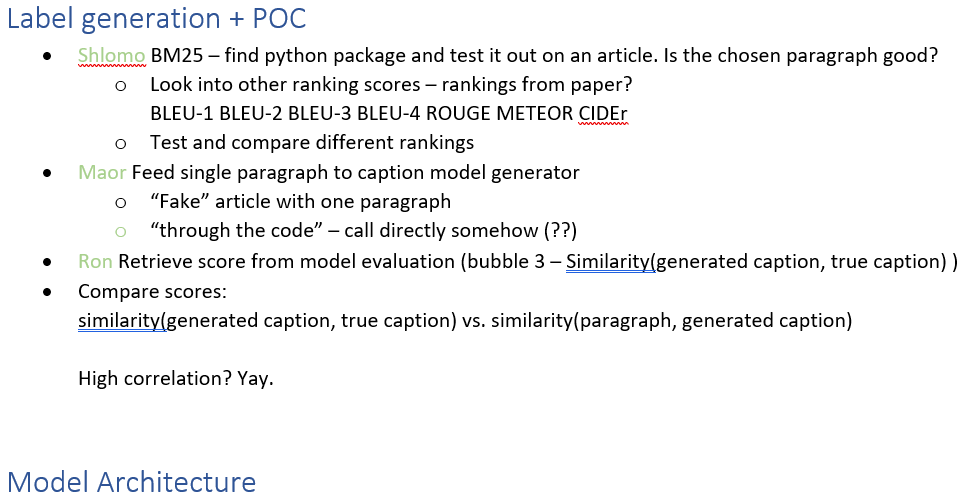 Label generation + POC
• Shlomo BM25 – find python package and test it out on an article. Is the chosen paragraph good?
o Look into other ranking scores – rankings from paper?
BLEU-1 BLEU-2 BLEU-3 BLEU-4 ROUGE METEOR CIDEr
o Test and compare different rankings
• Maor Feed single paragraph to caption model generator
o “Fake” article with one paragraph
o “through the code” – call directly somehow (??)
• Ron Retrieve score from model evaluation (bubble 3 – Similarity(generated caption, true caption) )
• Compare scores:
similarity(generated caption, true caption) vs. similarity(paragraph, generated caption)
High correlation? Yay.
Model Architecture